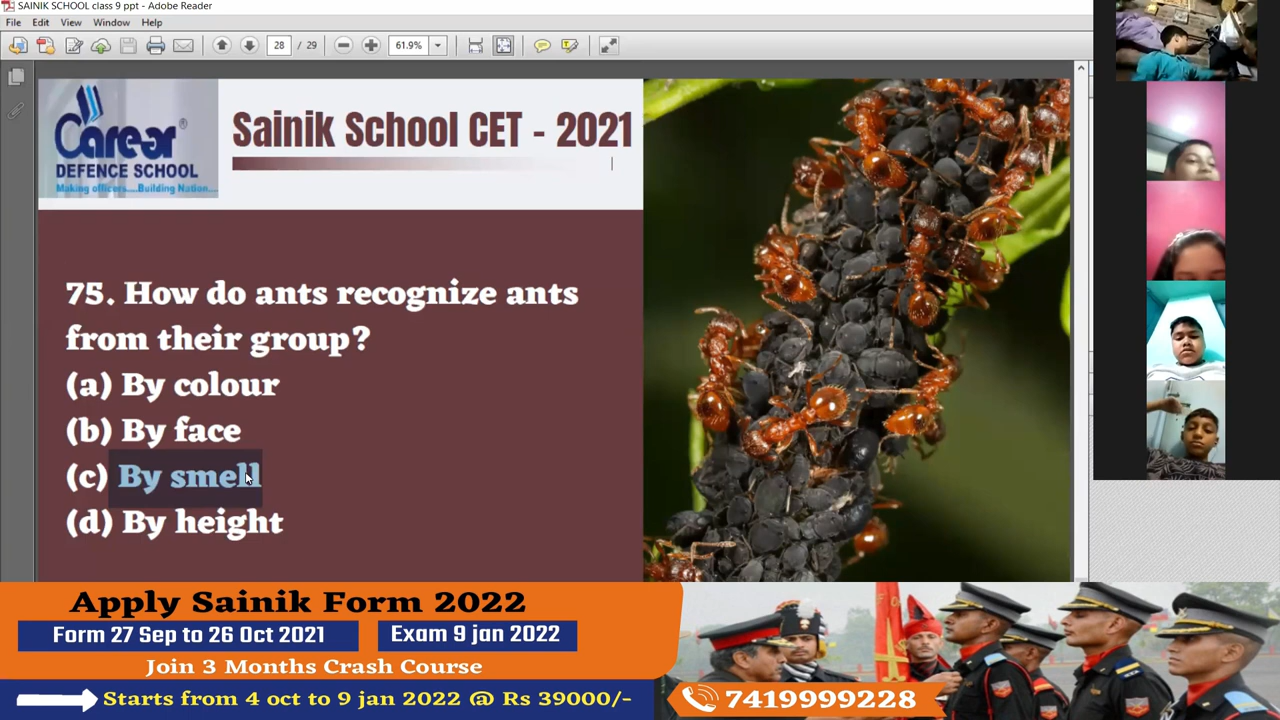 SAINIK SCHOOL class 9 ppt - Adobe Reader
File Edit View Window Help
28 / 29 61.9%
Carear®
DEFENCE SCHOOL
Making officers....Building Nation....
Sainik School CET - 2021
75. How do ants recognize ants
from their group?
(a) By colour
(b) By face
(c) By smell
(d) By height
Apply Sainik Form 2022
Form 27 Sep to 26 Oct 2021
Exam 9 jan 2022
Join 3 Months Crash Course
Starts from 4 oct to 9 jan 2022 @ Rs 39000/-
7419999228